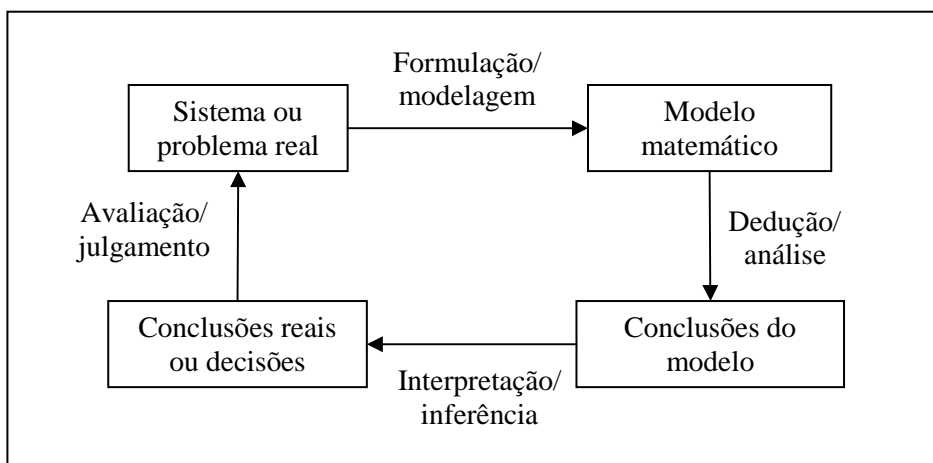 Formulação/
modelagem
Sistema ou
problema real
Modelo
matemático
Avaliação/
julgamento
Dedução/
análise
Conclusões reais
ou decisões
Conclusões do
modelo
Interpretação/
inferência